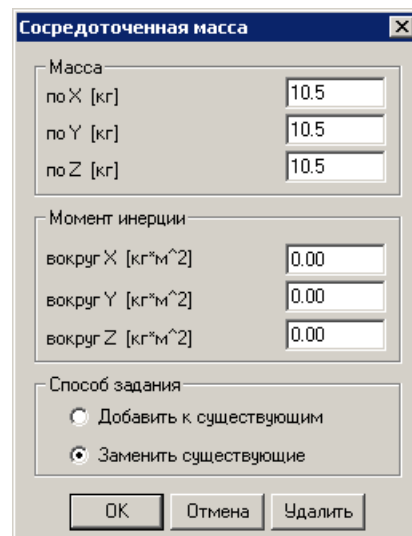 Сосредоточенная масса
Масса
по X [кг] 10.5
по Y [кг] 10.5
по Z [кг] 10.5
Момент инерции
вокруг X [кг*м^2] 0.00
вокруг Y [кг*м^2] 0.00
вокруг Z [кг*м^2] 0.00
Способ задания
Добавить к существующим
Заменить существующие
OK Отмена Удалить